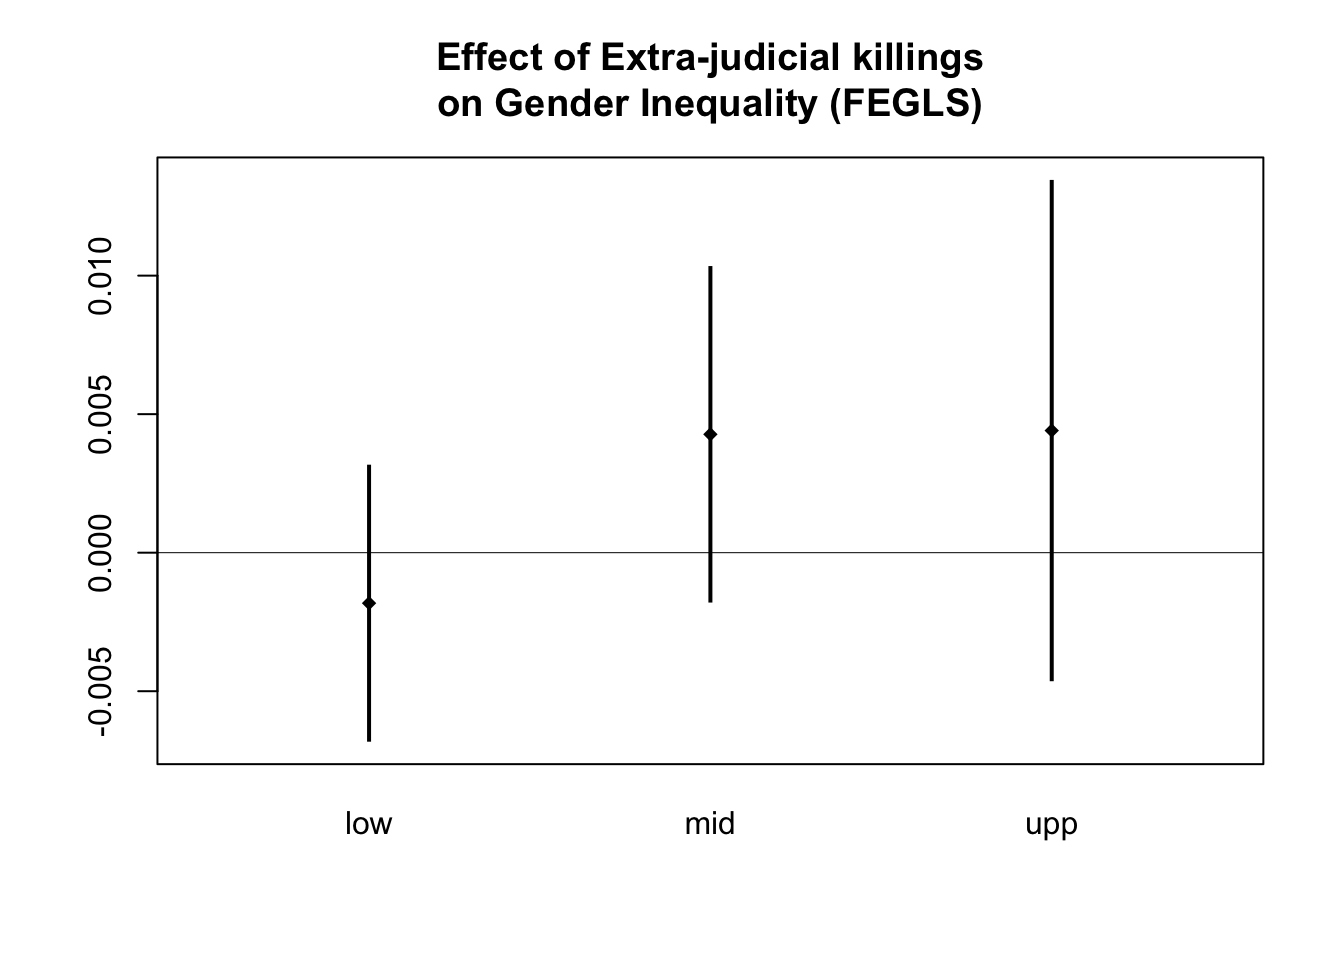 Effect of Extra-judicial killings
on Gender Inequality (FEGLS)
0.010
0.005
0.000
-0.005
low mid upp